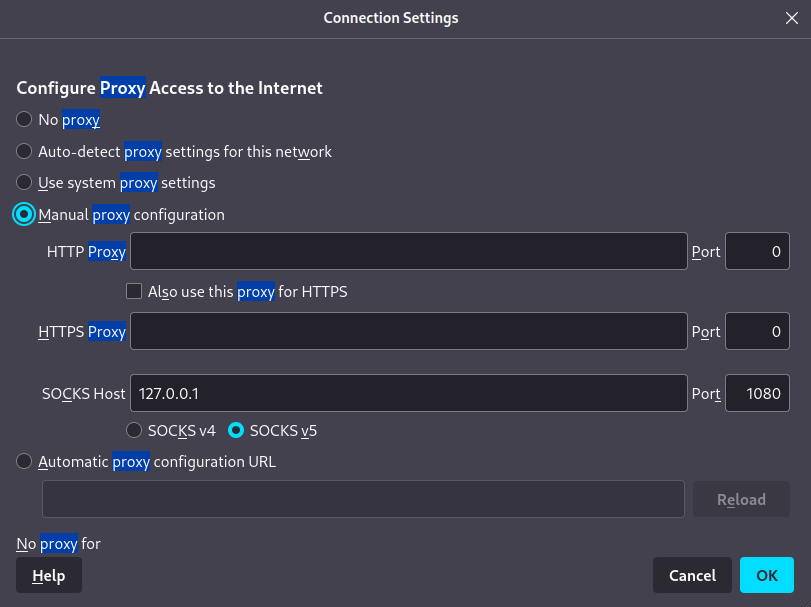 Connection Settings
Configure Proxy Access to the Internet
No proxy
Auto-detect proxy settings for this network
Use system proxy settings
Manual proxy configuration
HTTP Proxy Port 0
Also use this proxy for HTTPS
HTTPS Proxy Port 0
SOCKS Host 127.0.0.1 Port 1080
SOCKS v4 SOCKS v5
Automatic proxy configuration URL
Reload
No proxy for
Help Cancel OK